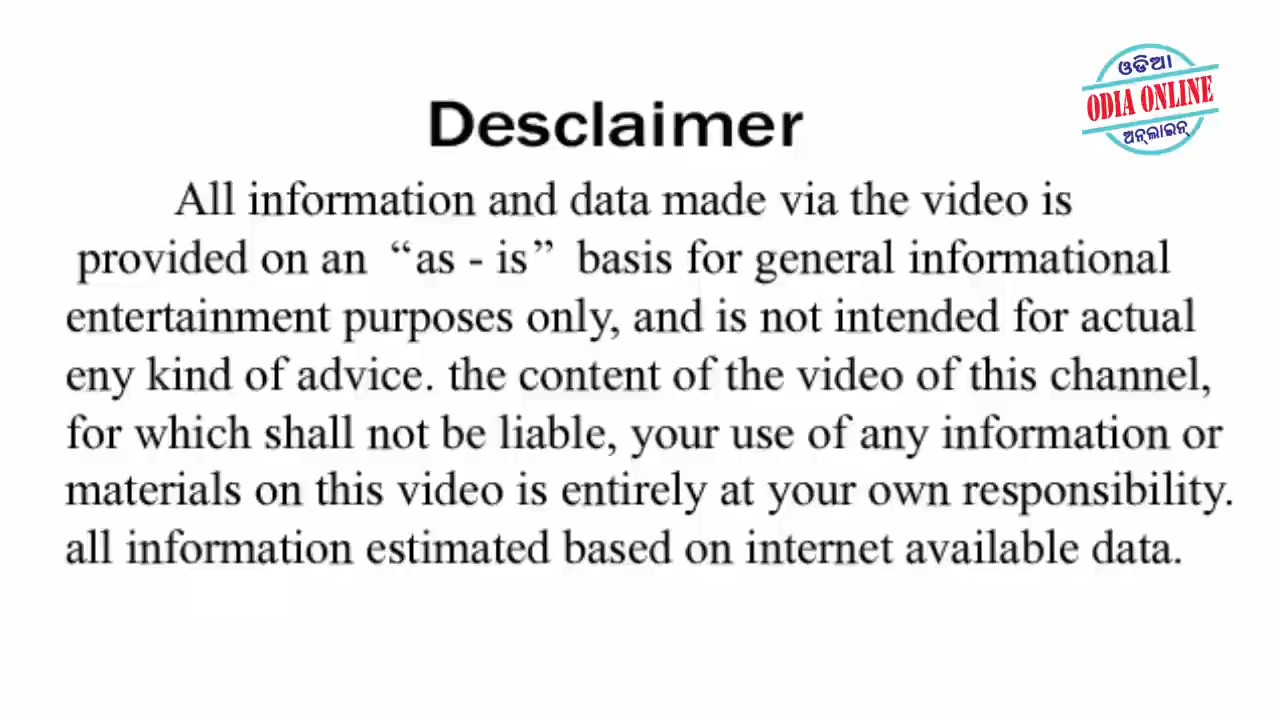 ଓଡିଆ
ODIA ONLINE
ଅନ୍‌ଲାଇନ୍
Desclaimer
All information and data made via the video is
provided on an “as - is” basis for general informational
entertainment purposes only, and is not intended for actual
eny kind of advice. the content of the video of this channel,
for which shall not be liable, your use of any information or
materials on this video is entirely at your own responsibility.
all information estimated based on internet available data.